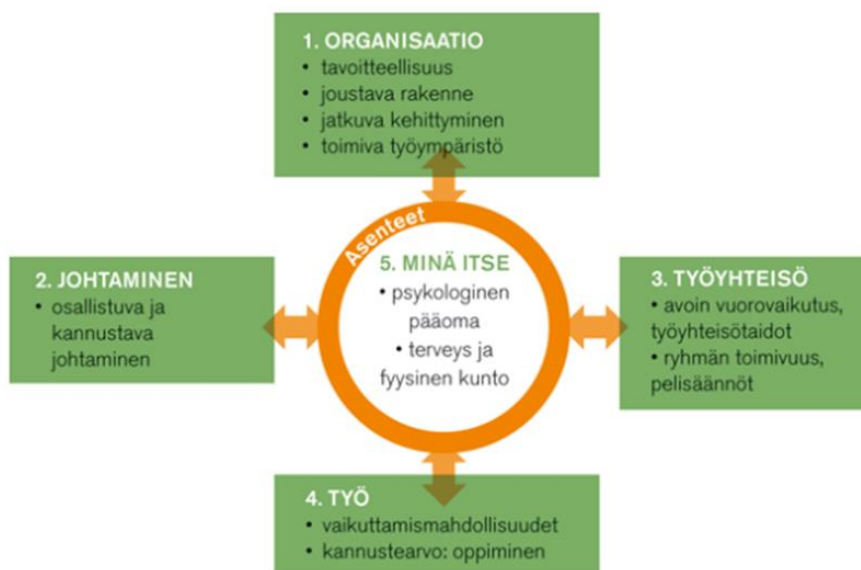 1. ORGANISAATIO
• tavoitteellisuus
• joustava rakenne
• jatkuva kehittyminen
• toimiva työympäristö
Asenteet
2. JOHTAMINEN
• osallistuva ja
kannustava
johtaminen
5. MINÄ ITSE
• psykologinen
pääoma
• terveys ja
fyysinen kunto
3. TYÖYHTEISÖ
• avoin vuorovaikutus,
työyhteisötaidot
• ryhmän toimivuus,
pelisäännöt
4. TYÖ
• vaikuttamismahdollisuudet
• kannustearvo: oppiminen